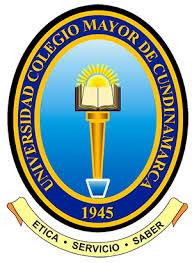 UNIVERSIDAD COLEGIO MAYOR DE CUNDINAMARCA
1945
ETICA • SERVICIO • SABER